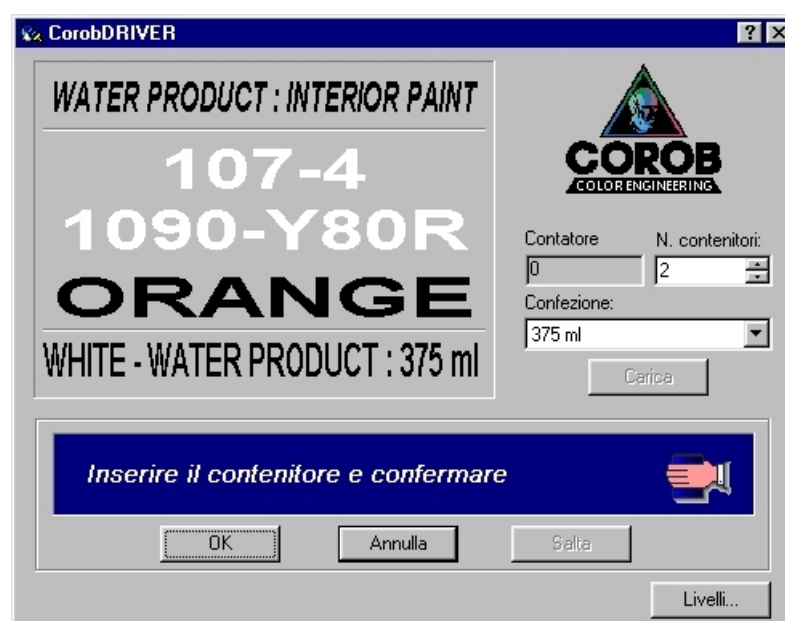 CorobDRIVER
WATER PRODUCT : INTERIOR PAINT
107-4
1090-Y80R
ORANGE
WHITE - WATER PRODUCT : 375 ml
COROB
COLOR ENGINEERING
Contatore
N. contenitori:
0
2
Confezione:
375 ml
Carica
Inserire il contenitore e confermare
OK
Annulla
Salta
Livelli...